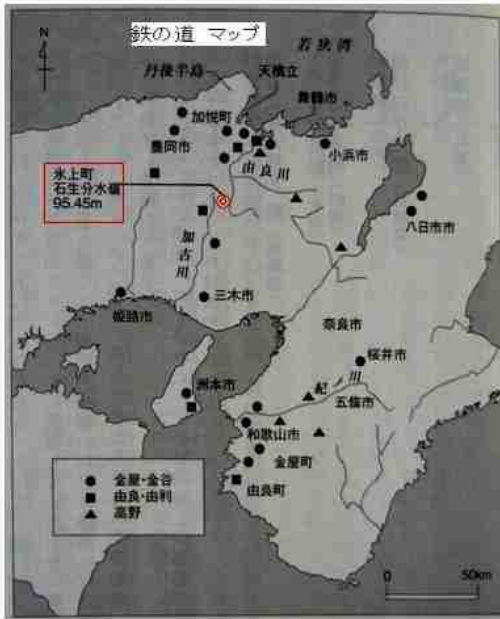 鉄の道 マップ
N
若狭湾
丹後半島
天橋立
舞鶴市
加悦町
豊岡市
小浜市
由良川
氷上町
石生分水嶺
95.45m
八日市市
加古川
三木市
姫路市
奈良市
桜井市
洲本市
紀ノ川
五條市
和歌山市
金屋町
由良町
● 金屋・金谷
■ 由良・由利
▲ 高野
0 50km